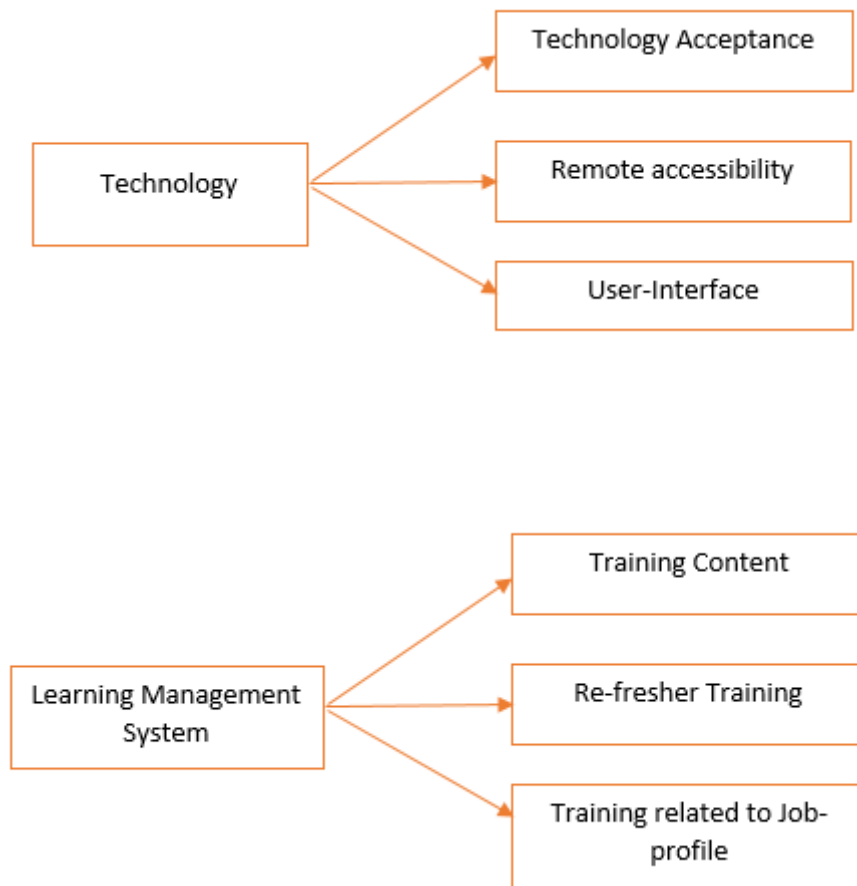 Technology Acceptance
Technology
Remote accessibility
User-Interface
Training Content
Learning Management
System
Re-fresher Training
Training related to Job-
profile